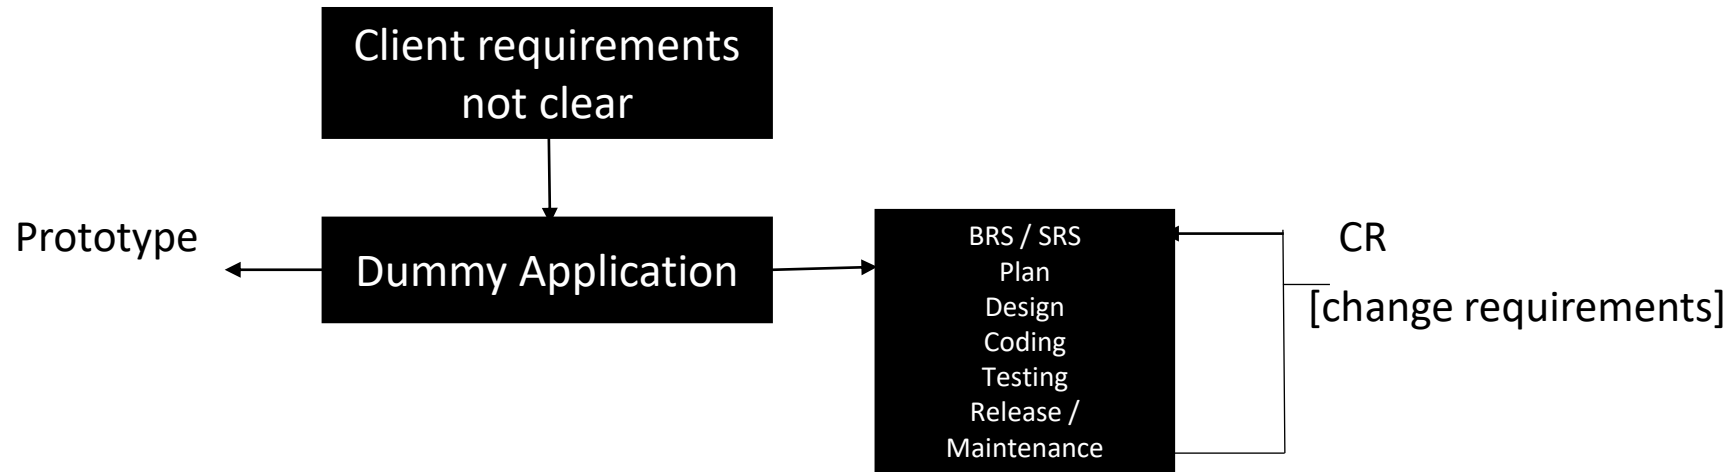 Client requirements
not clear
Prototype
Dummy Application
BRS / SRS
Plan
Design
Coding
Testing
Release /
Maintenance
CR
[change requirements]